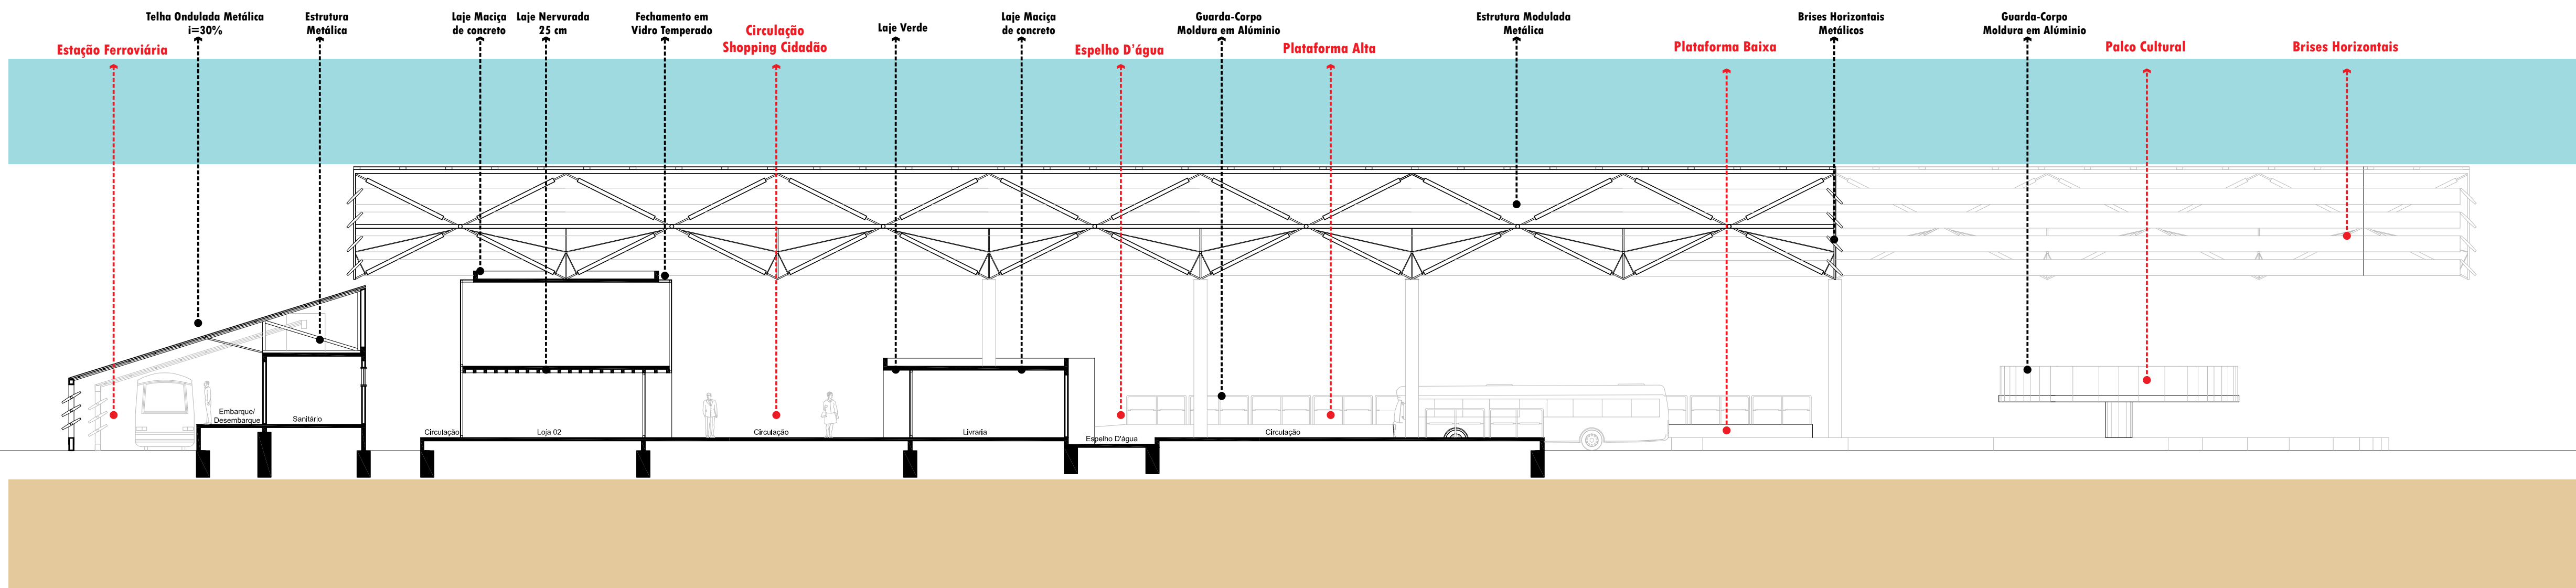 Telha Ondulada Metálica
i=30%
Estrutura
Metálica
Laje Maciça
de concreto
Laje Nervurada
25 cm
Fechamento em
Vidro Temperado
Circulação
Shopping Cidadão
Laje Verde
Laje Maciça
de concreto
Guarda-Corpo
Moldura em Alúminio
Estrutura Modulada
Metálica
Brises Horizontais
Metálicos
Guarda-Corpo
Moldura em Alúminio
Estação Ferroviária
Espelho D'água
Plataforma Alta
Plataforma Baixa
Palco Cultural
Brises Horizontais
Embarque/
Desembarque
Sanitário
Circulação
Loja 02
Circulação
Livraria
Espelho D'água
Circulação